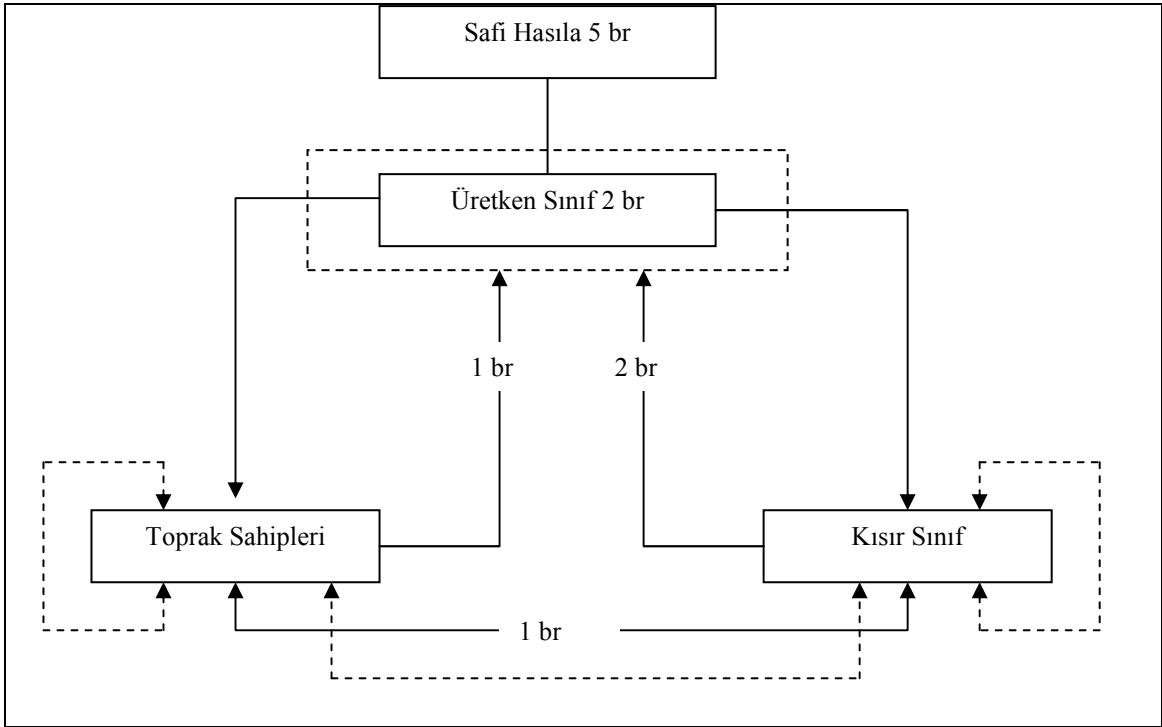 Safi Hasıla 5 br
Üretken Sınıf 2 br
1 br
2 br
Toprak Sahipleri
Kısır Sınıf
1 br